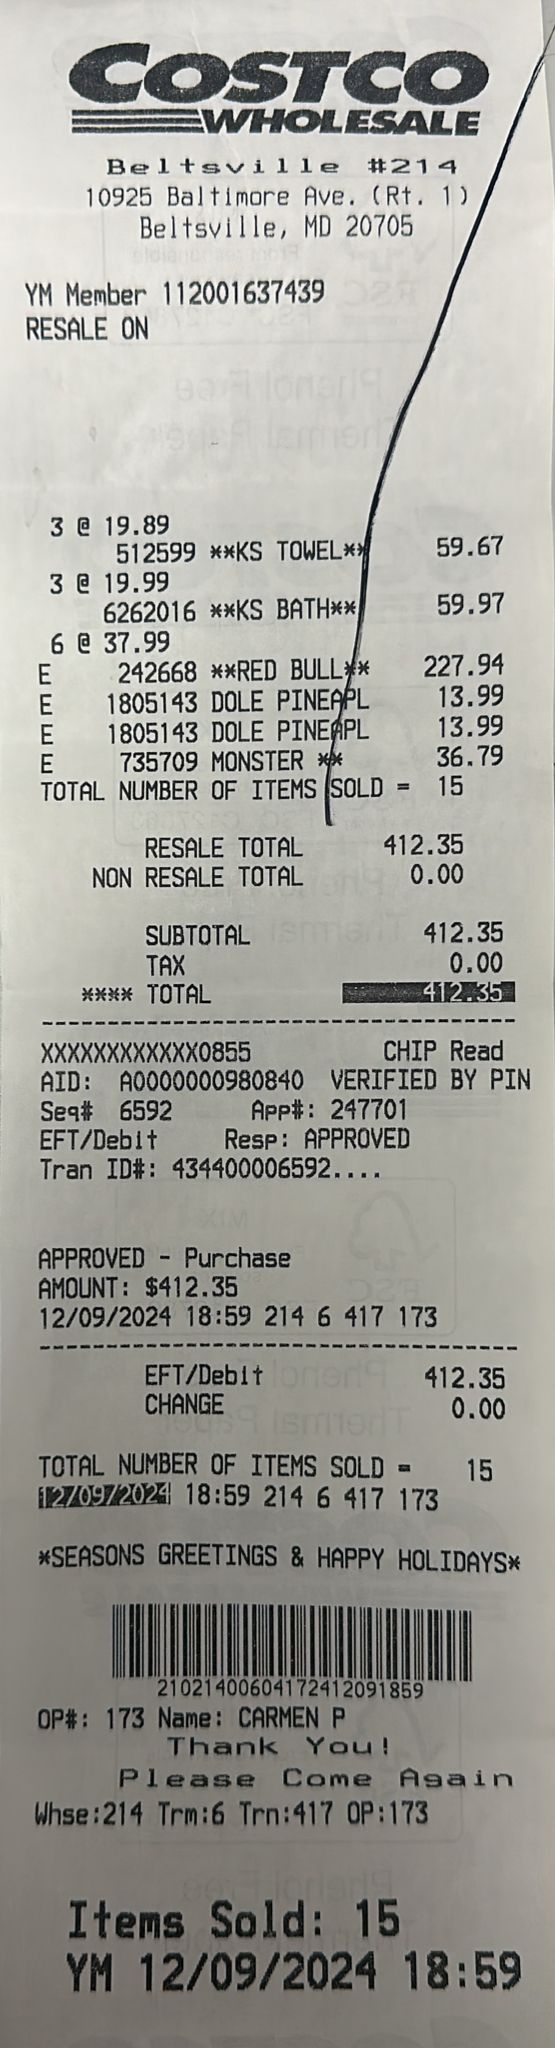 COSTCO
WHOLESALE
Beltsville #214
10925 Baltimore Ave. (Rt. 1)
Beltsville, MD 20705
YM Member 112001637439
RESALE ON
3 @ 19.89
512599 **KS TOWEL** 59.67
3 @ 19.99
6262016 **KS BATH** 59.97
6 @ 37.99
E 242668 **RED BULL** 227.94
E 1805143 DOLE PINEAPL 13.99
E 1805143 DOLE PINEAPL 13.99
E 735709 MONSTER ** 36.79
TOTAL NUMBER OF ITEMS SOLD = 15
RESALE TOTAL 412.35
NON RESALE TOTAL 0.00
SUBTOTAL 412.35
TAX 0.00
**** TOTAL 412.35
XXXXXXXXXXXX0855 CHIP Read
AID: A0000000980840 VERIFIED BY PIN
Seq# 6592 App#: 247701
EFT/Debit Resp: APPROVED
Tran ID#: 434400006592....
APPROVED - Purchase
AMOUNT: $412.35
12/09/2024 18:59 214 6 417 173
EFT/Debit 412.35
CHANGE 0.00
TOTAL NUMBER OF ITEMS SOLD = 15
12/09/2024 18:59 214 6 417 173
*SEASONS GREETINGS & HAPPY HOLIDAYS*
21021400604172412091859
OP#: 173 Name: CARMEN P
Thank You!
Please Come Again
Whse:214 Trm:6 Trn:417 OP:173
Items Sold: 15
YM 12/09/2024 18:59